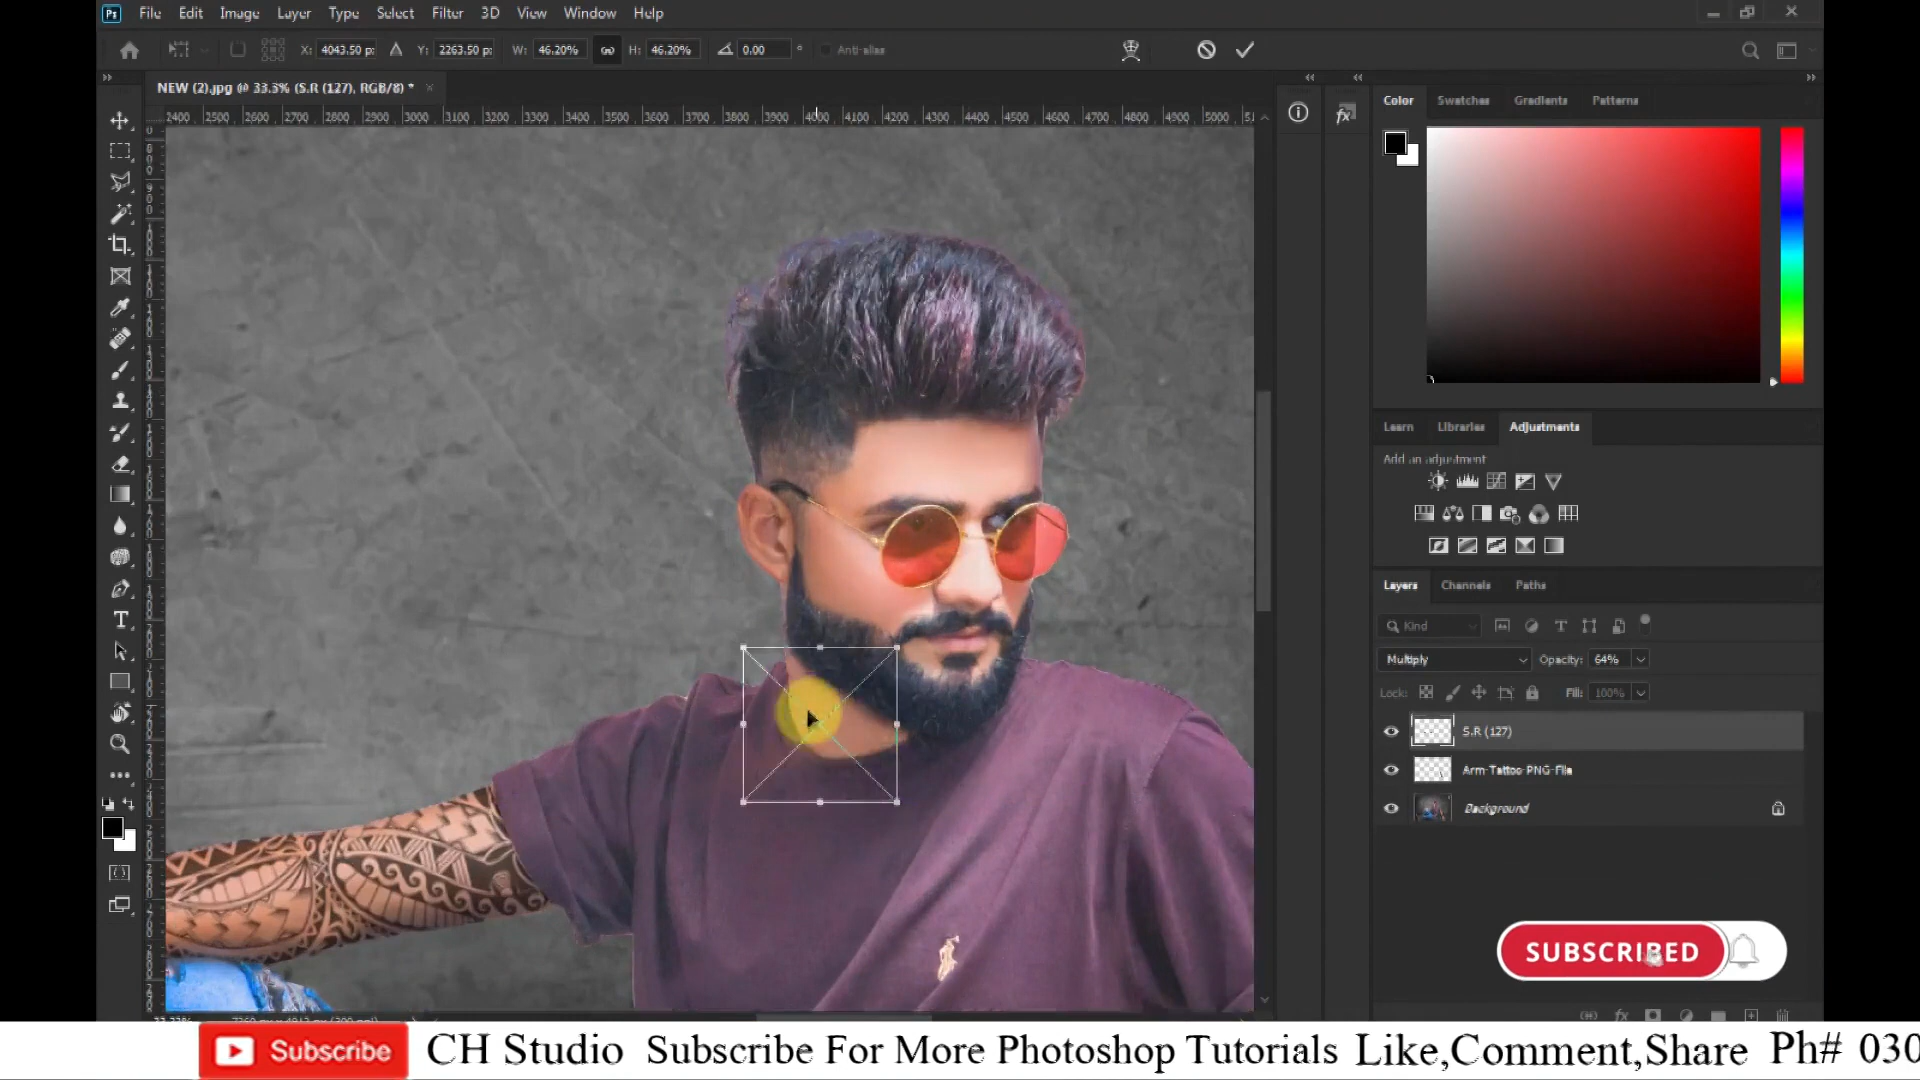 Ps File Edit Image Layer Type Select Filter 3D View Window Help
X: 4043.50 p: Y: 2263.50 p: W: 46.20% H: 46.20% 0.00 ° Anti-alias
NEW (2).jpg @ 33.3% (S.R (127), RGB/8) *
2400 2500 2600 2700 2800 2900 3000 3100 3200 3300 3400 3500 3600 3700 3800 3900 4000 4100 4200 4300 4400 4500 4600 4700 4800 4900 5000
Color Swatches Gradients Patterns
Learn Libraries Adjustments
Add an adjustment
Layers Channels Paths
Kind
Multiply Opacity: 64%
Lock: Fill: 100%
S.R (127)
Arm-Tattoo-PNG-File
Background
SUBSCRIBED
Subscribe CH Studio Subscribe For More Photoshop Tutorials Like,Comment,Share Ph# 030